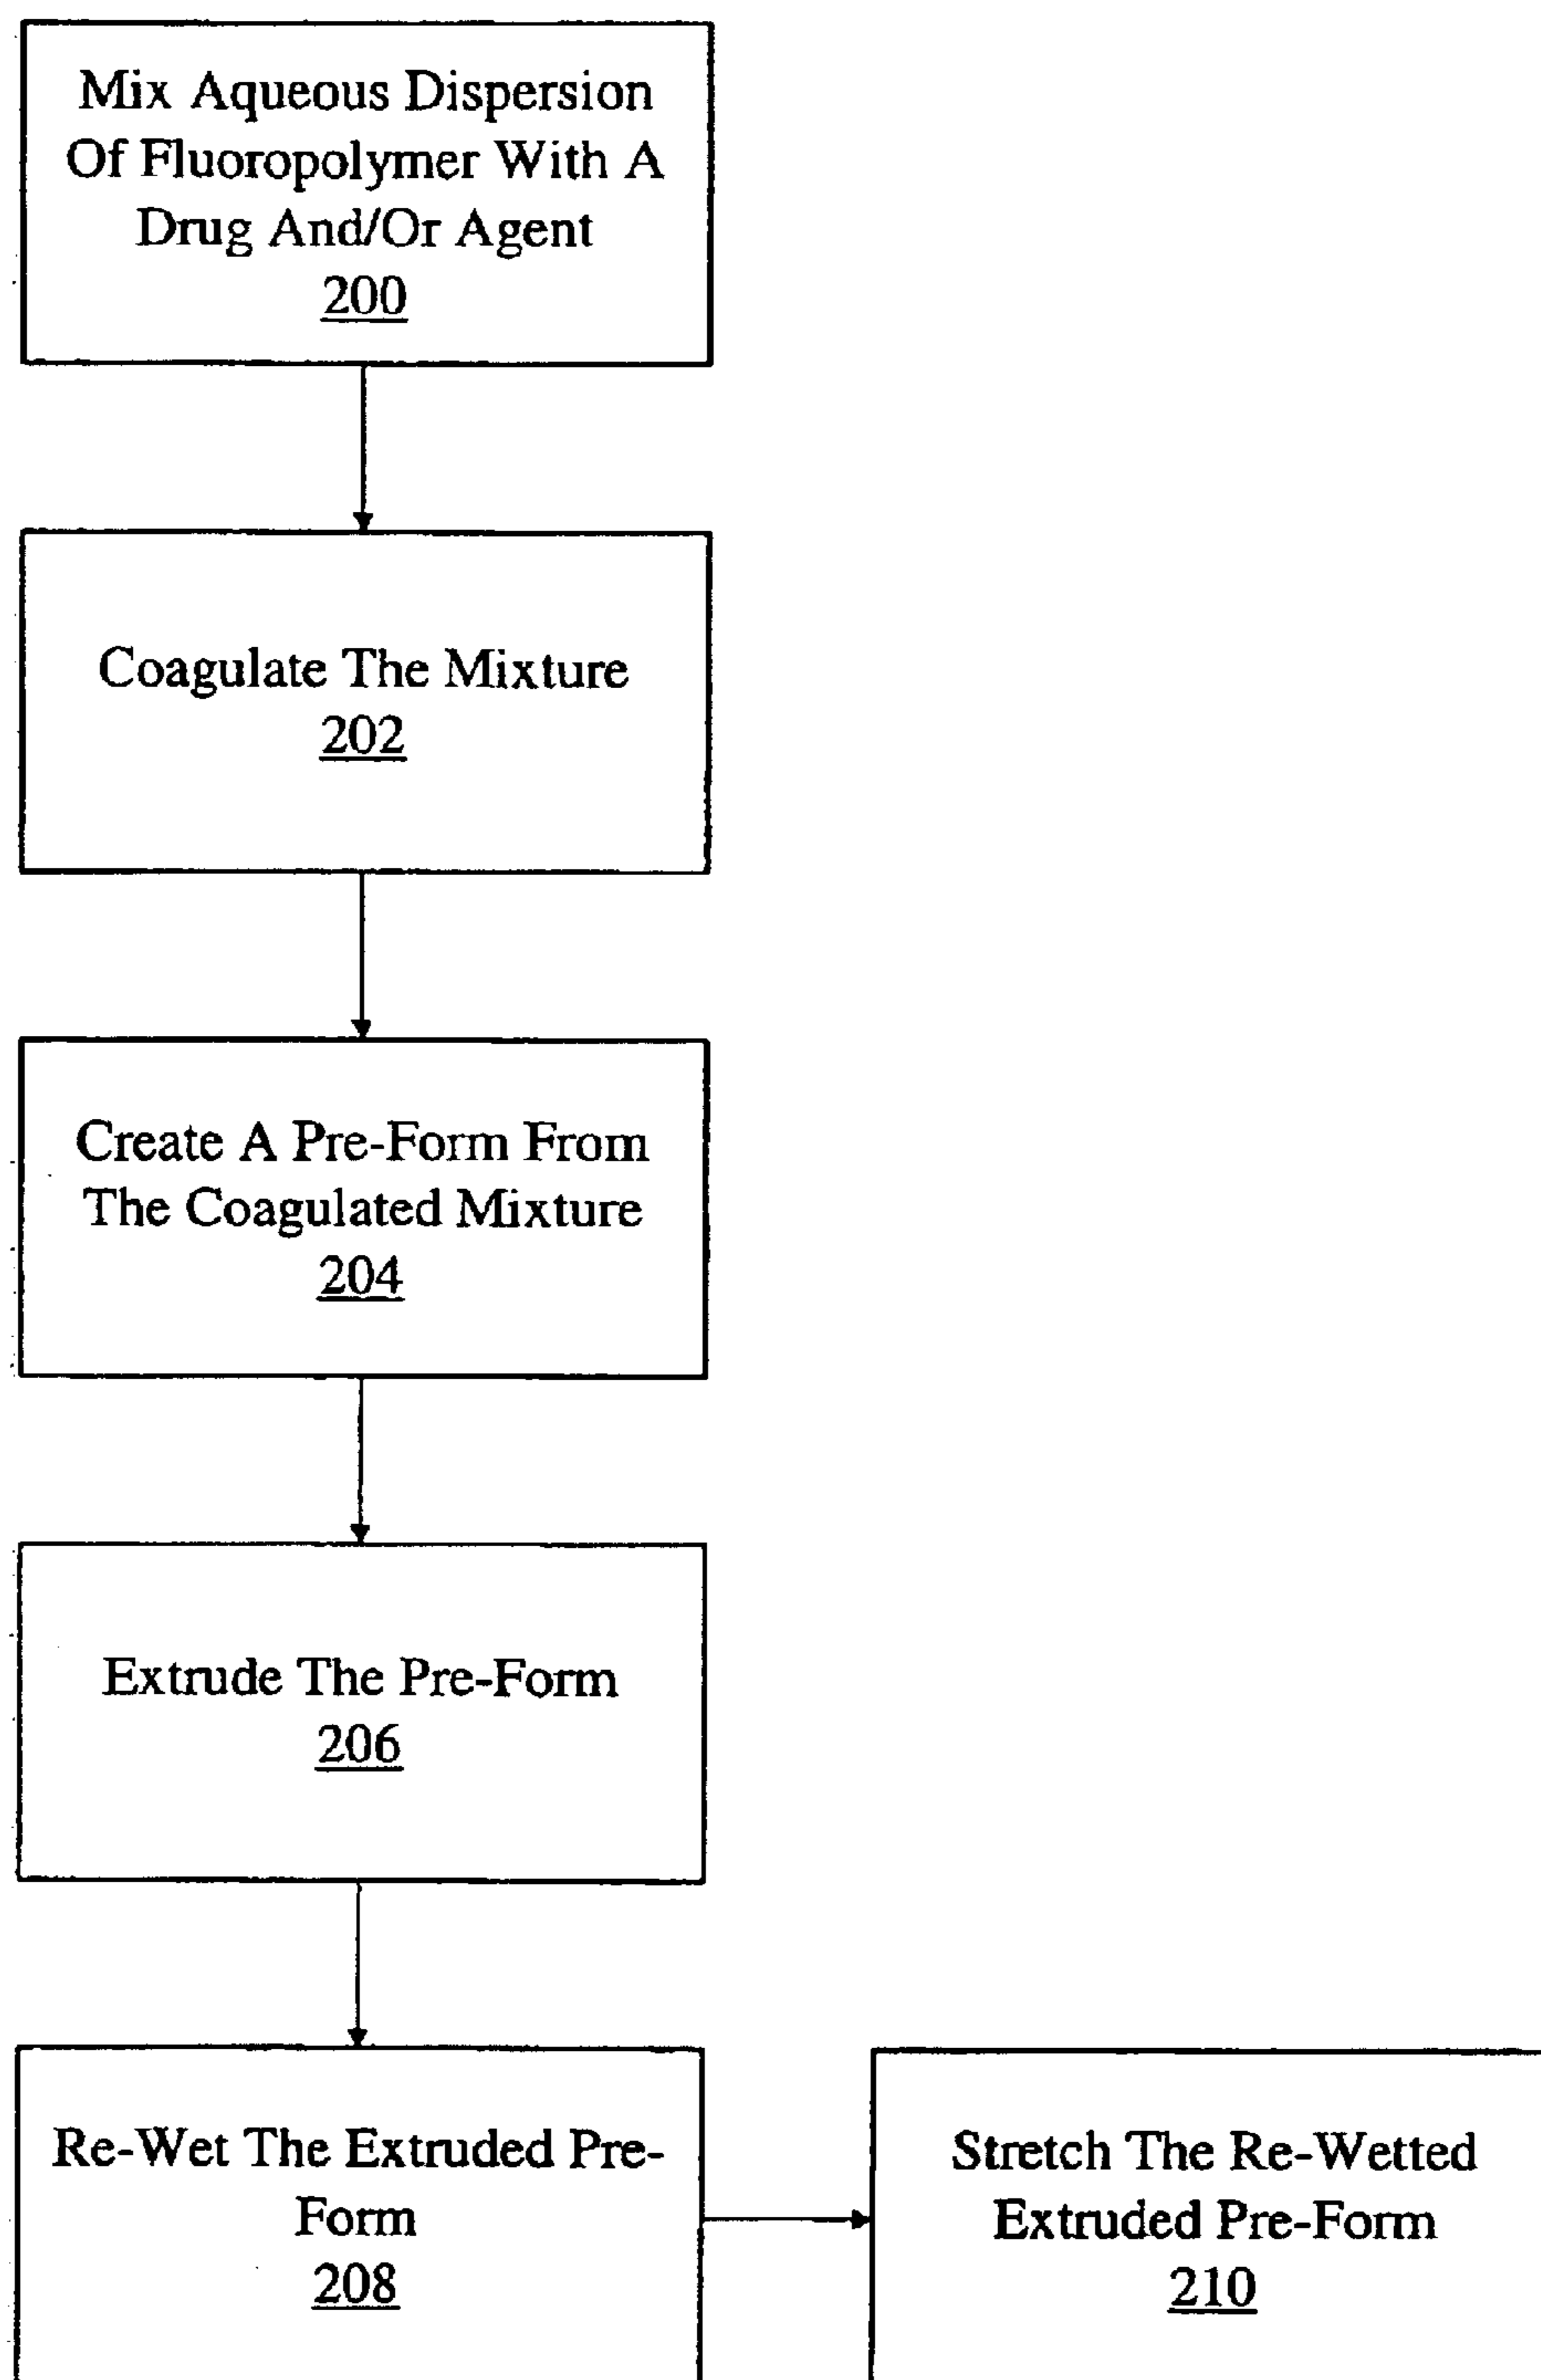 Mix Aqueous Dispersion
Of Fluoropolymer With A
Drug And/Or Agent
200
Coagulate The Mixture
202
Create A Pre-Form From
The Coagulated Mixture
204
Extrude The Pre-Form
206
Re-Wet The Extruded Pre-
Form
208
Stretch The Re-Wetted
Extruded Pre-Form
210